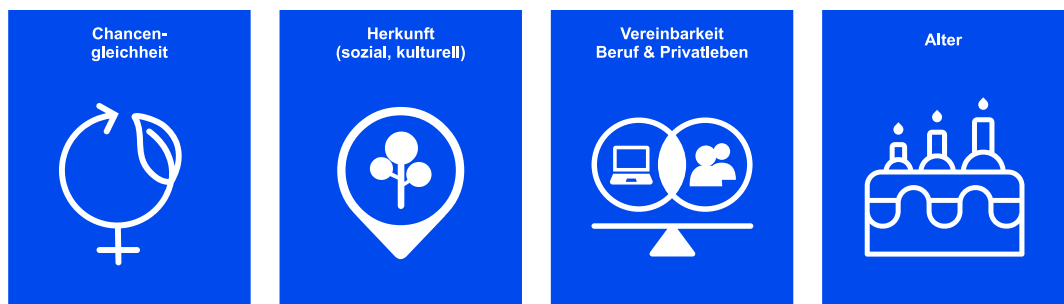 Chancen-
gleichheit
Herkunft
(sozial, kulturell)
Vereinbarkeit
Beruf & Privatleben
Alter